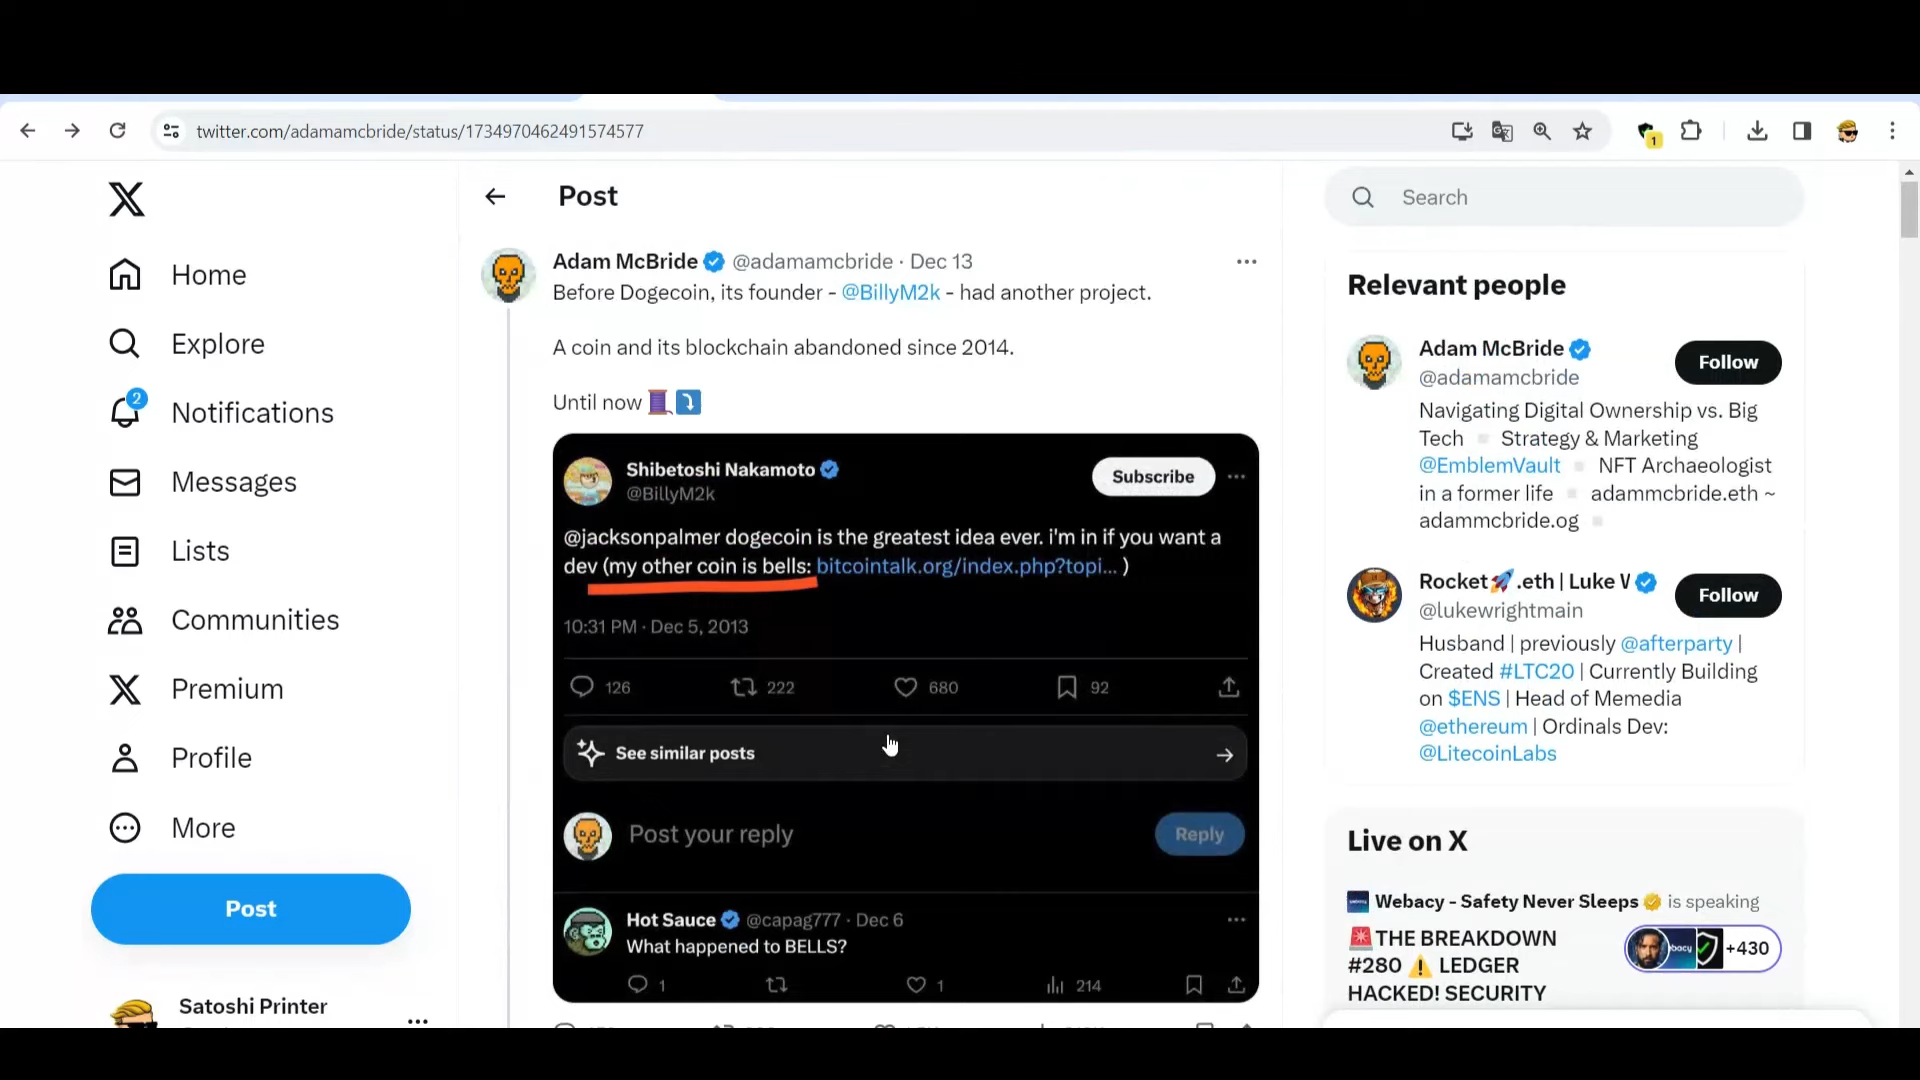 twitter.com/adamamcbride/status/1734970462491574577
1
Home
Explore
2
Notifications
Messages
Lists
Communities
Premium
Profile
More
Post
Satoshi Printer
Post
Adam McBride @adamamcbride · Dec 13
Before Dogecoin, its founder - @BillyM2k - had another project.
A coin and its blockchain abandoned since 2014.
Until now
Shibetoshi Nakamoto
@BillyM2k
Subscribe
@jacksonpalmer dogecoin is the greatest idea ever. i'm in if you want a
dev (my other coin is bells: bitcointalk.org/index.php?topi... )
10:31 PM · Dec 5, 2013
126 222 680 92
See similar posts
Post your reply
Reply
Hot Sauce @capag777 · Dec 6
What happened to BELLS?
1 1 214
Search
Relevant people
Adam McBride
@adamamcbride
Follow
Navigating Digital Ownership vs. Big
Tech Strategy & Marketing
@EmblemVault NFT Archaeologist
in a former life adammcbride.eth ~
adammcbride.og
Rocket .eth | Luke W
@lukewrightmain
Follow
Husband | previously @afterparty |
Created #LTC20 | Currently Building
on $ENS | Head of Memedia
@ethereum | Ordinals Dev:
@LitecoinLabs
Live on X
Webacy - Safety Never Sleeps is speaking
THE BREAKDOWN
#280 LEDGER
HACKED! SECURITY
+430